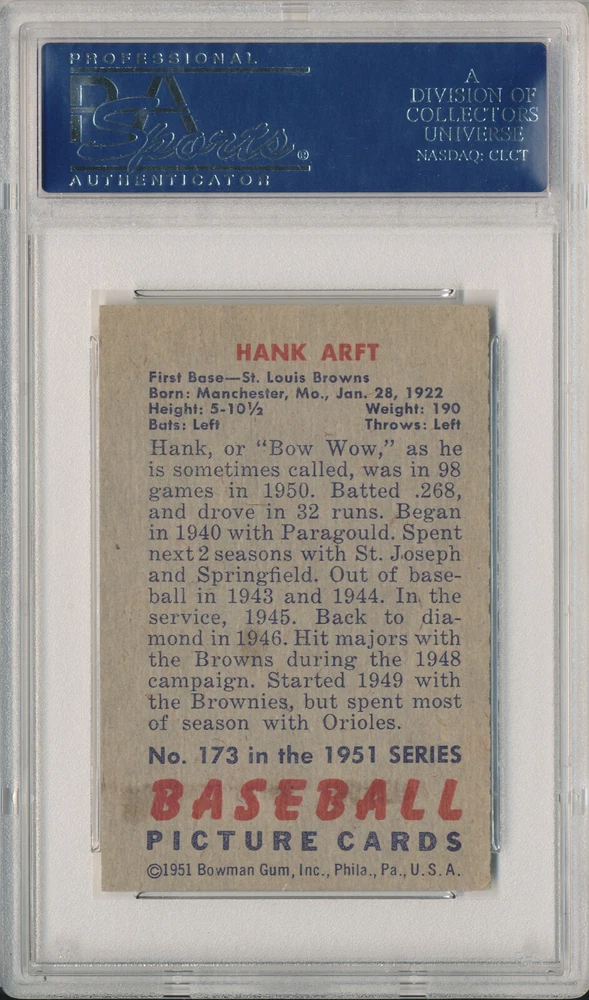 PROFESSIONAL
PSA
Sports®
AUTHENTICATOR
A
DIVISION OF
COLLECTORS
UNIVERSE
NASDAQ: CLCT
HANK ARFT
First Base—St. Louis Browns
Born: Manchester, Mo., Jan. 28, 1922
Height: 5-10½ Weight: 190
Bats: Left Throws: Left
Hank, or “Bow Wow,” as he
is sometimes called, was in 98
games in 1950. Batted .268,
and drove in 32 runs. Began
in 1940 with Paragould. Spent
next 2 seasons with St. Joseph
and Springfield. Out of base-
ball in 1943 and 1944. In the
service, 1945. Back to dia-
mond in 1946. Hit majors with
the Browns during the 1948
campaign. Started 1949 with
the Brownies, but spent most
of season with Orioles.
No. 173 in the 1951 SERIES
BASEBALL
PICTURE CARDS
©1951 Bowman Gum, Inc., Phila., Pa., U.S.A.